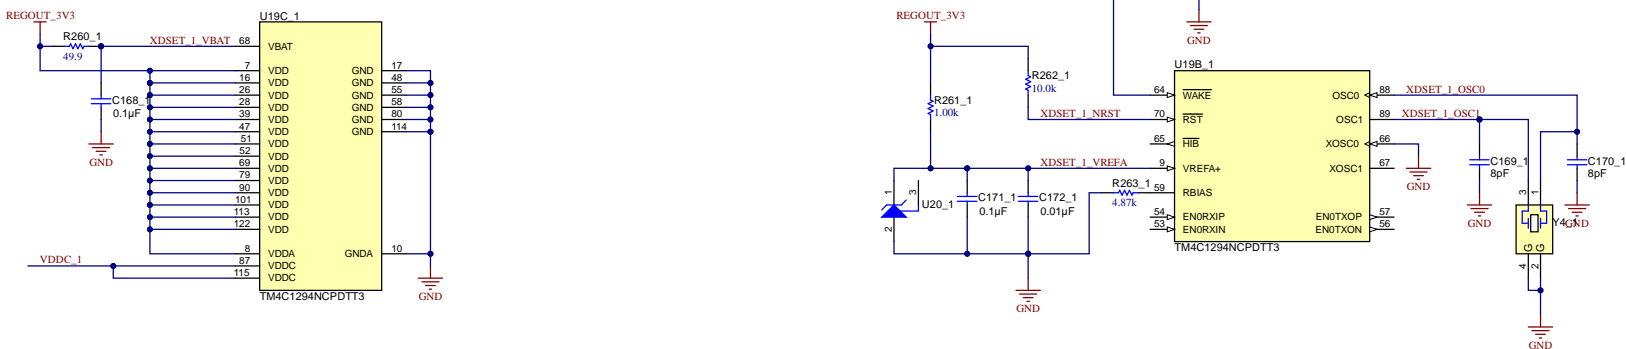 REGOUT_3V3
U19C_1
R260_1
49.9
XDSET_1_VBAT
68 VBAT
C168_1
0.1µF
GND
7 VDD
16 VDD
26 VDD
28 VDD
39 VDD
47 VDD
51 VDD
52 VDD
69 VDD
79 VDD
90 VDD
101 VDD
113 VDD
122 VDD
8 VDDA
87 VDDC
115 VDDC
VDDC_1
GND 17
GND 48
GND 55
GND 58
GND 80
GND 114
GNDA 10
GND
TM4C1294NCPDTT3
REGOUT_3V3
GND
R262_1
10.0k
R261_1
1.00k
XDSET_1_NRST
XDSET_1_VREFA
1
3
2
U20_1
C171_1
0.1µF
C172_1
0.01µF
GND
R263_1
4.87k
U19B_1
64 WAKE
70 RST
65 HIB
9 VREFA+
59 RBIAS
54 EN0RXIP
53 EN0RXIN
OSC0 88
OSC1 89
XOSC0 66
XOSC1 67
EN0TXOP 57
EN0TXON 56
TM4C1294NCPDTT3
XDSET_1_OSC0
XDSET_1_OSC1
GND
C169_1
8pF
GND
C170_1
8pF
GND
3
1
G
G
4
2
GND